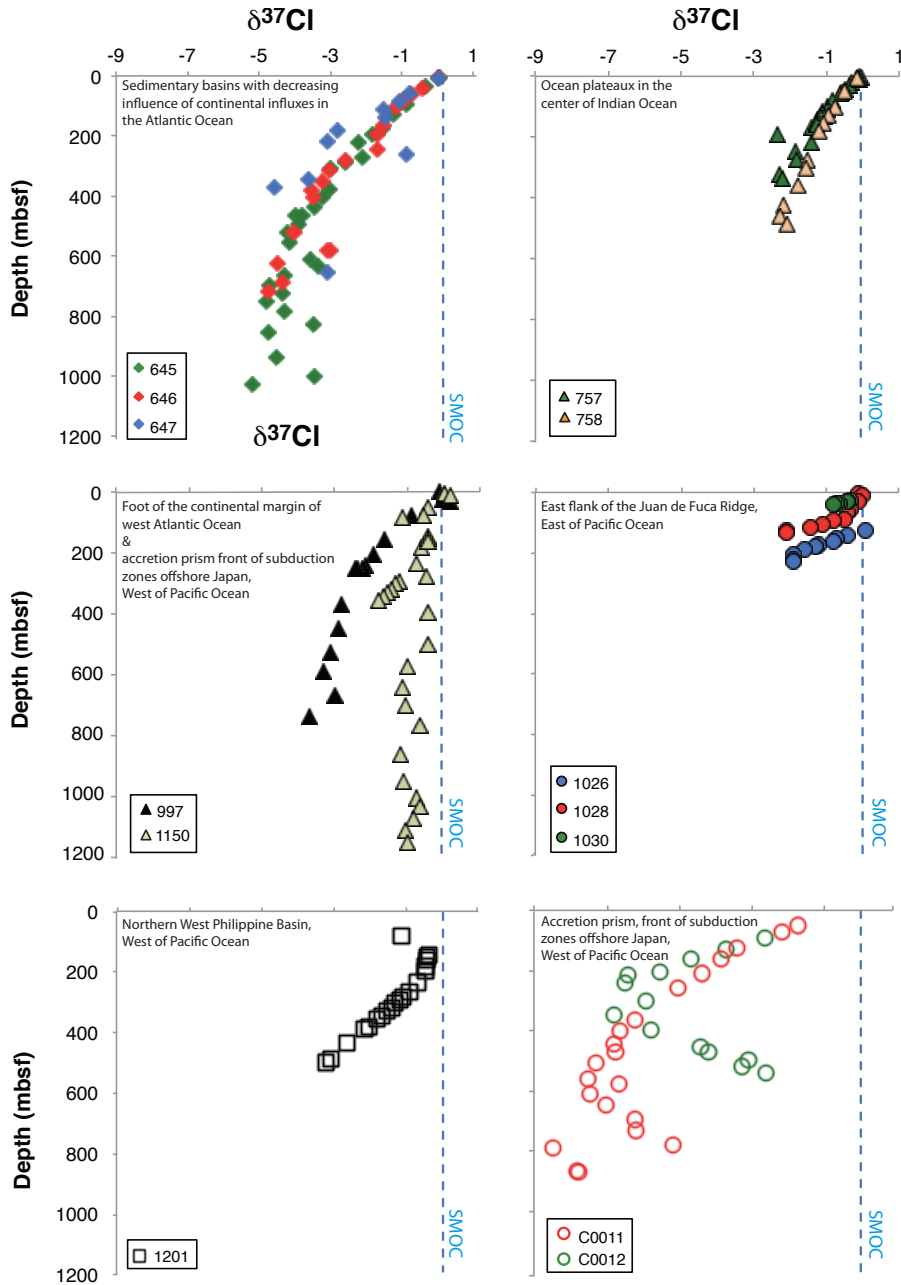 δ37Cl
-9 -7 -5 -3 -1 1
0
200
400
600
800
1000
1200
Depth (mbsf)
Sedimentary basins with decreasing
influence of continental influxes in
the Atlantic Ocean
645
646
647
SMOC
δ37Cl
-9 -7 -5 -3 -1 1
Ocean plateaux in the
center of Indian Ocean
757
758
SMOC
δ37Cl
0
200
400
600
800
1000
1200
Depth (mbsf)
Foot of the continental margin of
west Atlantic Ocean
&
accretion prism front of subduction
zones offshore Japan,
West of Pacific Ocean
997
1150
SMOC
East flank of the Juan de Fuca Ridge,
East of Pacific Ocean
1026
1028
1030
SMOC
0
200
400
600
800
1000
1200
Depth (mbsf)
Northern West Philippine Basin,
West of Pacific Ocean
1201
SMOC
Accretion prism, front of subduction
zones offshore Japan,
West of Pacific Ocean
C0011
C0012
SMOC